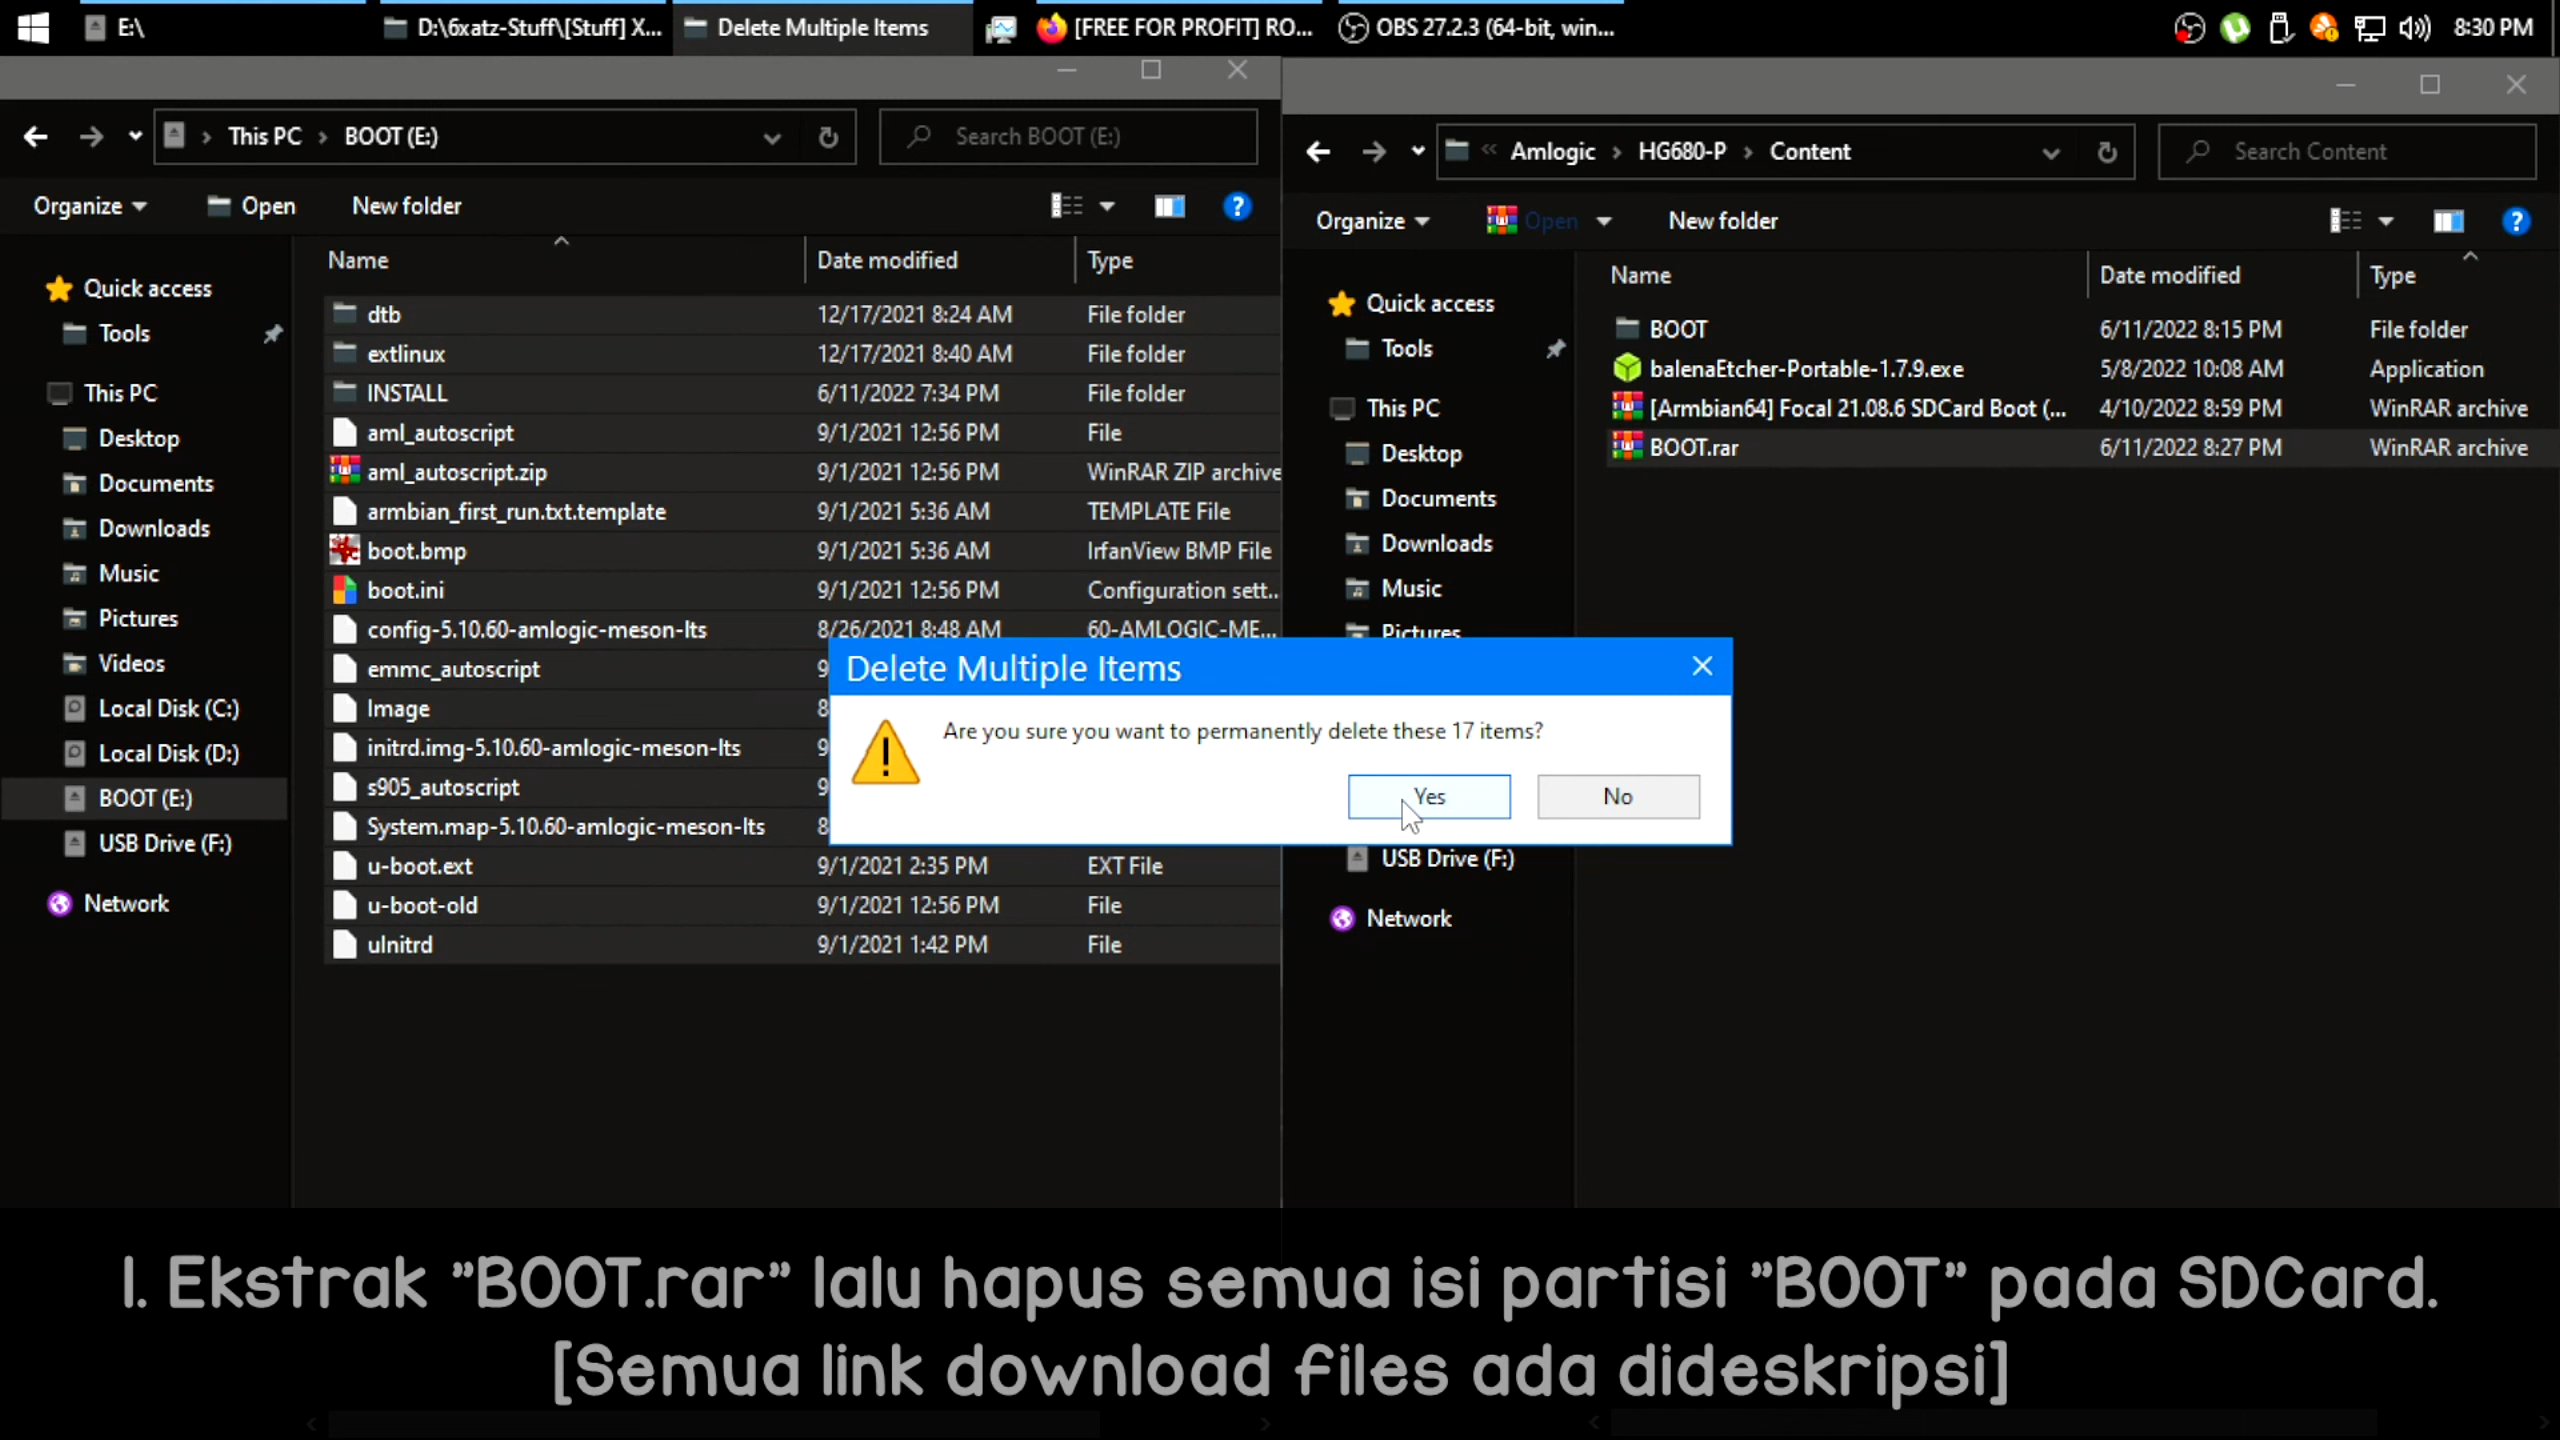 E:\
D:\6xatz-Stuff\[Stuff] X...
Delete Multiple Items
[FREE FOR PROFIT] RO...
OBS 27.2.3 (64-bit, win...
8:30 PM
This PC
BOOT (E:)
Search BOOT (E:)
Organize
Open
New folder
Name
Date modified
Type
Quick access
Tools
This PC
Desktop
Documents
Downloads
Music
Pictures
Videos
Local Disk (C:)
Local Disk (D:)
BOOT (E:)
USB Drive (F:)
Network
dtb 12/17/2021 8:24 AM File folder
extlinux 12/17/2021 8:40 AM File folder
INSTALL 6/11/2022 7:34 PM File folder
aml_autoscript 9/1/2021 12:56 PM File
aml_autoscript.zip 9/1/2021 12:56 PM WinRAR ZIP archive
armbian_first_run.txt.template 9/1/2021 5:36 AM TEMPLATE File
boot.bmp 9/1/2021 5:36 AM IrfanView BMP File
boot.ini 9/1/2021 12:56 PM Configuration sett...
config-5.10.60-amlogic-meson-lts 8/26/2021 8:48 AM 60-AMLOGIC-ME...
emmc_autoscript 9
Image 8
initrd.img-5.10.60-amlogic-meson-lts 9
s905_autoscript 9
System.map-5.10.60-amlogic-meson-lts 8
u-boot.ext 9/1/2021 2:35 PM EXT File
u-boot-old 9/1/2021 12:56 PM File
uInitrd 9/1/2021 1:42 PM File
Amlogic
HG680-P
Content
Search Content
Organize
Open
New folder
Name
Date modified
Type
Quick access
Tools
This PC
Desktop
Documents
Downloads
Music
Pictures
USB Drive (F:)
Network
BOOT 6/11/2022 8:15 PM File folder
balenaEtcher-Portable-1.7.9.exe 5/8/2022 10:08 AM Application
[Armbian64] Focal 21.08.6 SDCard Boot (... 4/10/2022 8:59 PM WinRAR archive
BOOT.rar 6/11/2022 8:27 PM WinRAR archive
Delete Multiple Items
Are you sure you want to permanently delete these 17 items?
Yes
No
1. Ekstrak "BOOT.rar" lalu hapus semua isi partisi "BOOT" pada SDCard.
[Semua link download files ada dideskripsi]